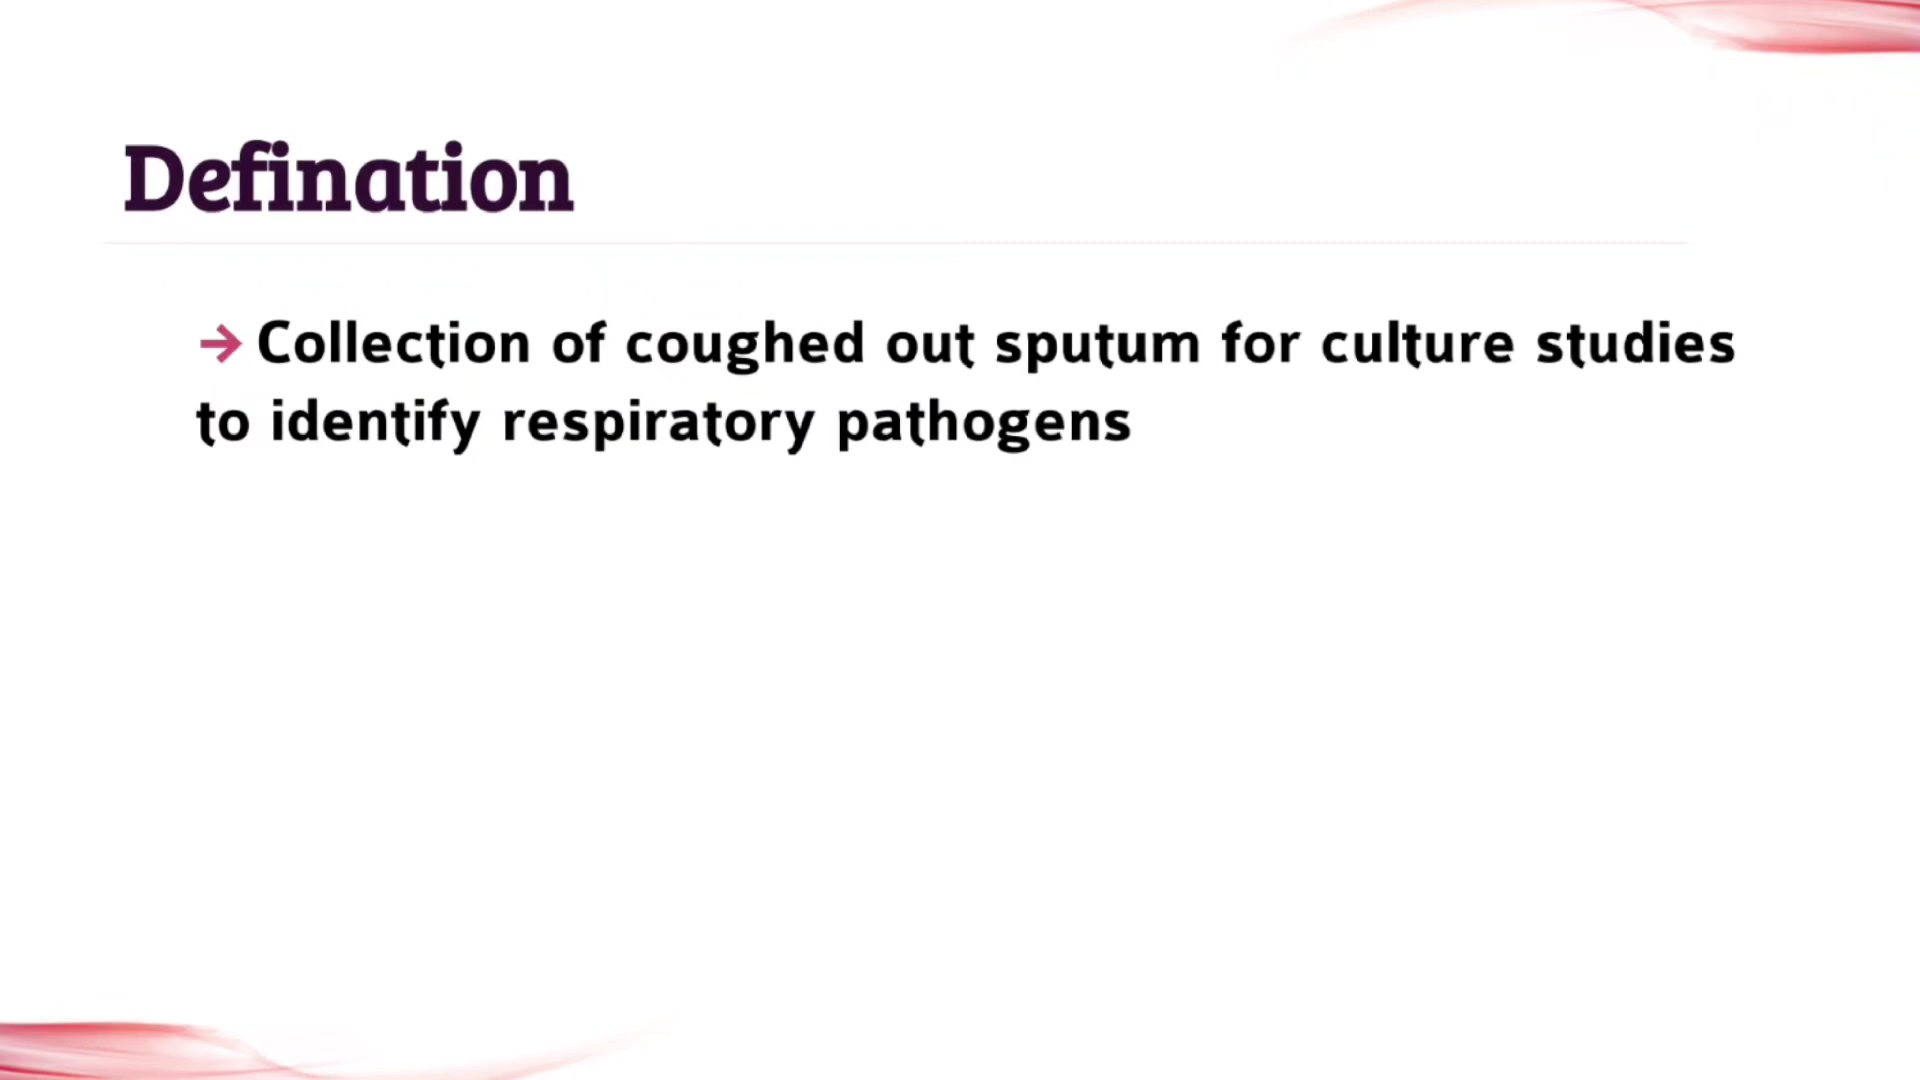 Defination
→ Collection of coughed out sputum for culture studies
to identify respiratory pathogens